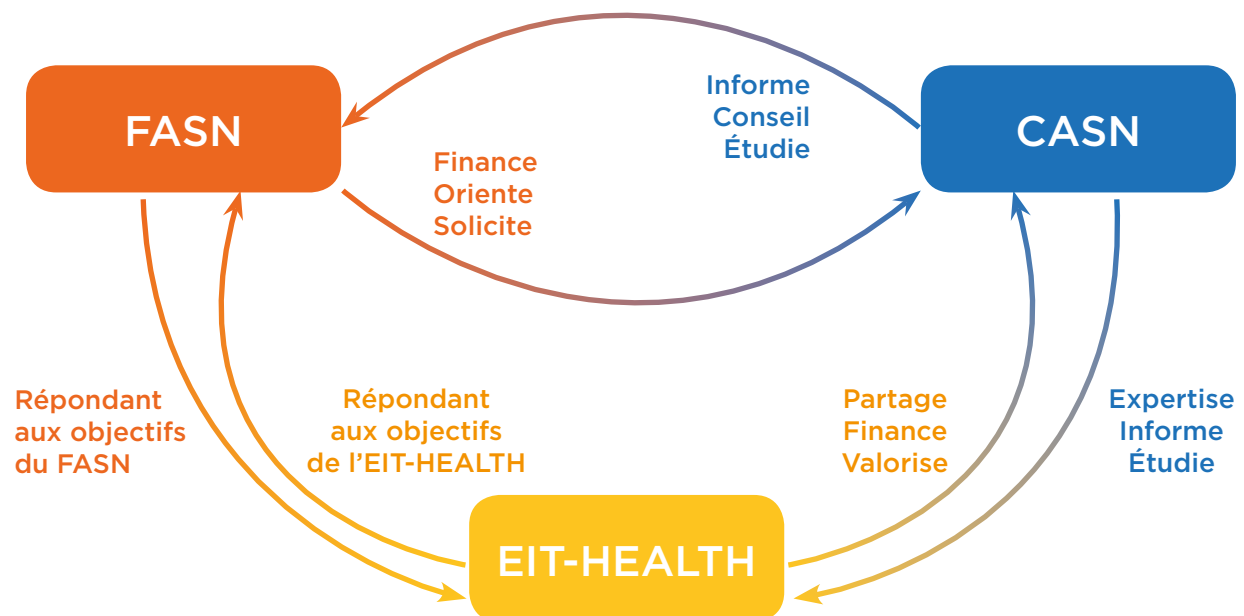 FASN
CASN
Informe
Conseil
Étudie
Finance
Oriente
Solicite
Répondant
aux objectifs
du FASN
Répondant
aux objectifs
de l'EIT-HEALTH
Partage
Finance
Valorise
Expertise
Informe
Étudie
EIT-HEALTH